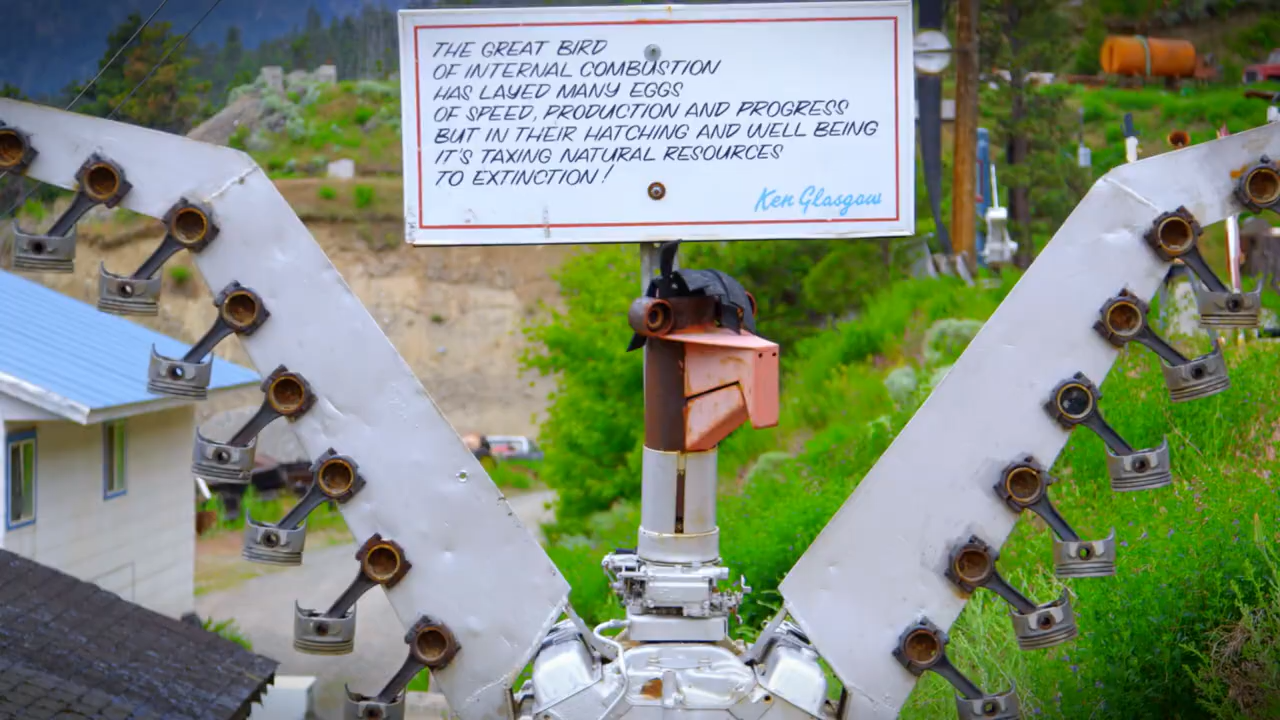 THE GREAT BIRD
OF INTERNAL COMBUSTION
HAS LAYED MANY EGGS
OF SPEED, PRODUCTION AND PROGRESS
BUT IN THEIR HATCHING AND WELL BEING
IT'S TAXING NATURAL RESOURCES
TO EXTINCTION!
Ken Glasgow